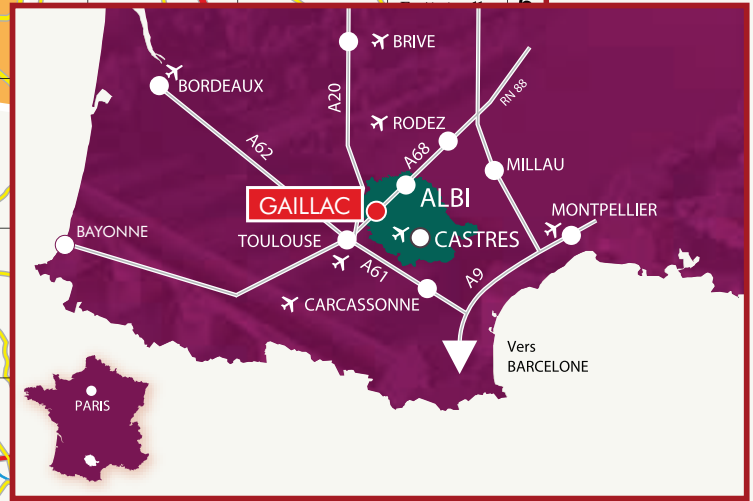 BRIVE
BORDEAUX
A20
RN 88
RODEZ
A62
A68
MILLAU
ALBI
GAILLAC
MONTPELLIER
BAYONNE
TOULOUSE
CASTRES
A61
A9
CARCASSONNE
Vers
BARCELONE
PARIS